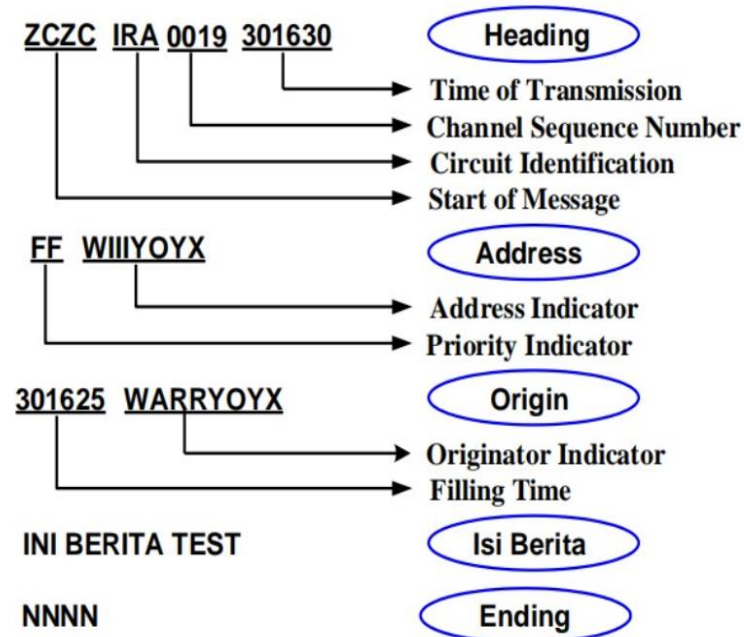 ZCZC IRA 0019 301630 Heading
Time of Transmission
Channel Sequence Number
Circuit Identification
Start of Message
FF WIIIYOYX Address
Address Indicator
Priority Indicator
301625 WARRYOYX Origin
Originator Indicator
Filling Time
INI BERITA TEST Isi Berita
NNNN Ending